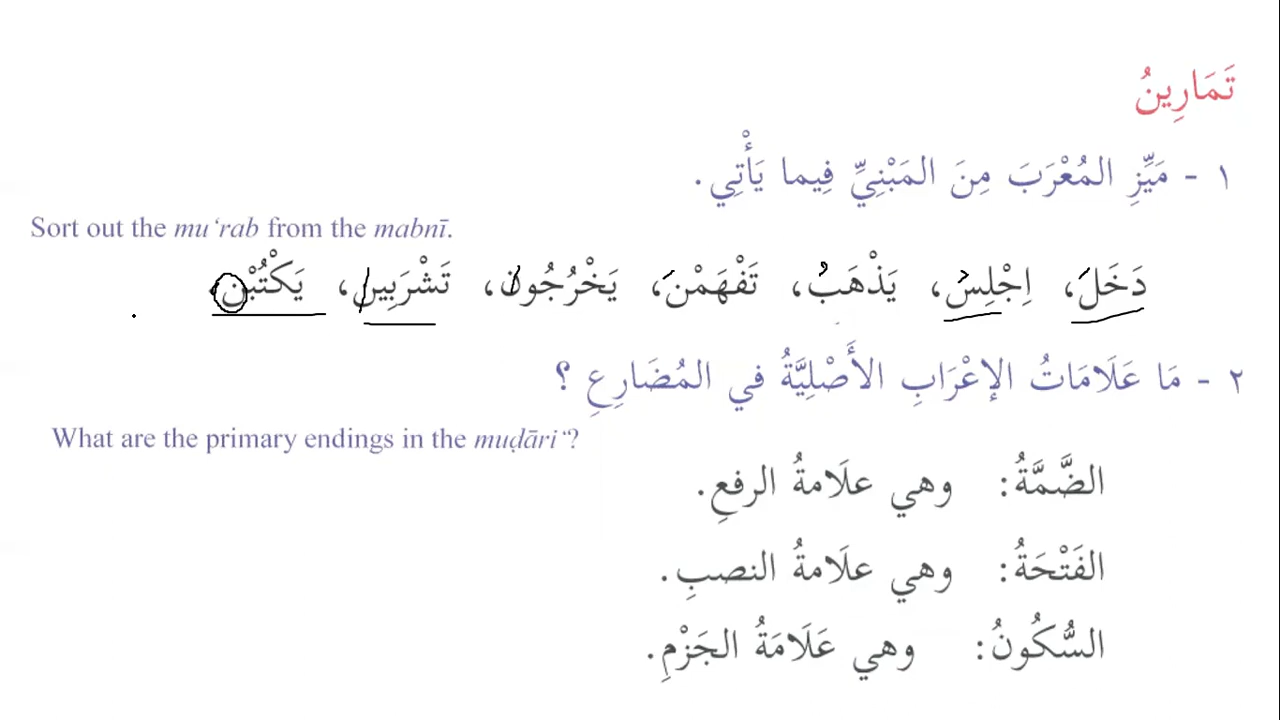 تَمَارِينُ
١ - مَيِّزِ المُعْرَبَ مِنَ المَبْنِيِّ فِيما يَأْتِي.
Sort out the mu‘rab from the mabnī.
دَخَلَ، اِجْلِسْ، يَذْهَبُ، تَفْهَمْنَ، يَخْرُجُون، تَشْرَبِين، يَكْتُبْنَ،
٢ - مَا عَلَامَاتُ الإعْرَابِ الأَصْلِيَّةُ في المُضَارِعِ ؟
What are the primary endings in the muḍāri‘?
الضَّمَّةُ: وهي علَامةُ الرفعِ.
الفَتْحَةُ: وهي علَامةُ النصبِ.
السُّكُونُ: وهي عَلَامَةُ الجَزْمِ.